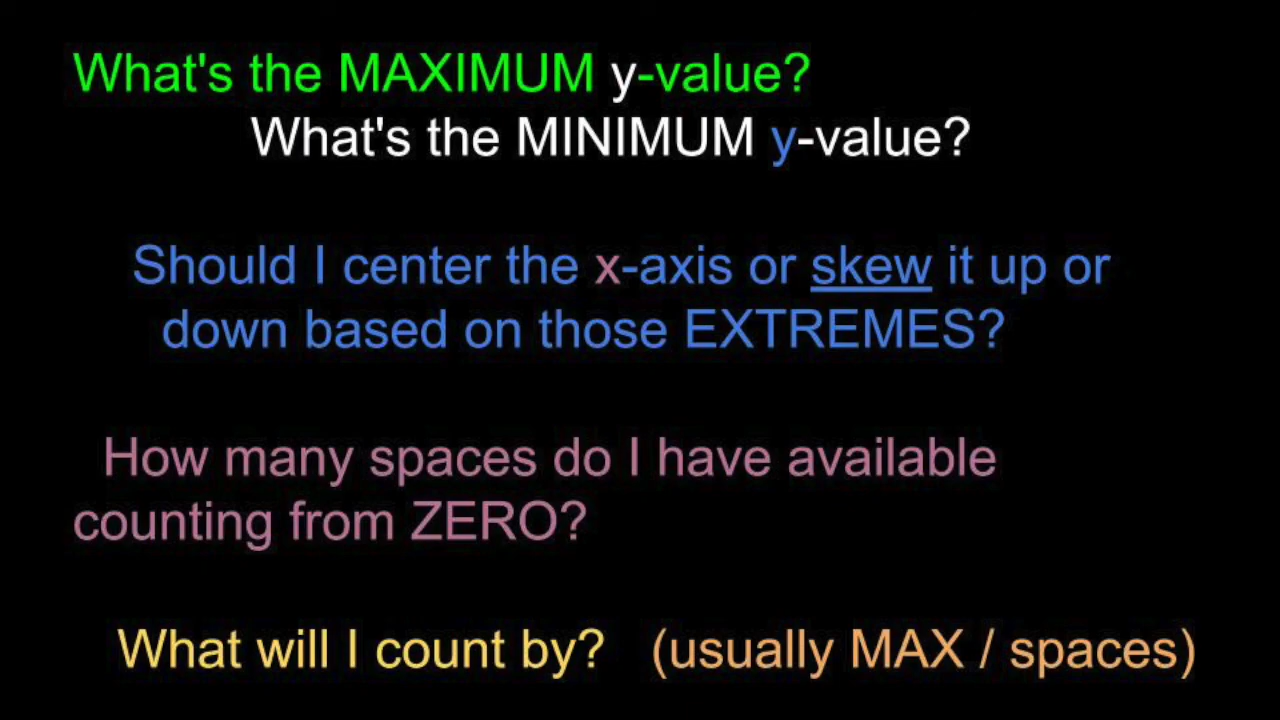 What's the MAXIMUM y-value?
What's the MINIMUM y-value?
Should I center the x-axis or skew it up or
down based on those EXTREMES?
How many spaces do I have available
counting from ZERO?
What will I count by? (usually MAX / spaces)